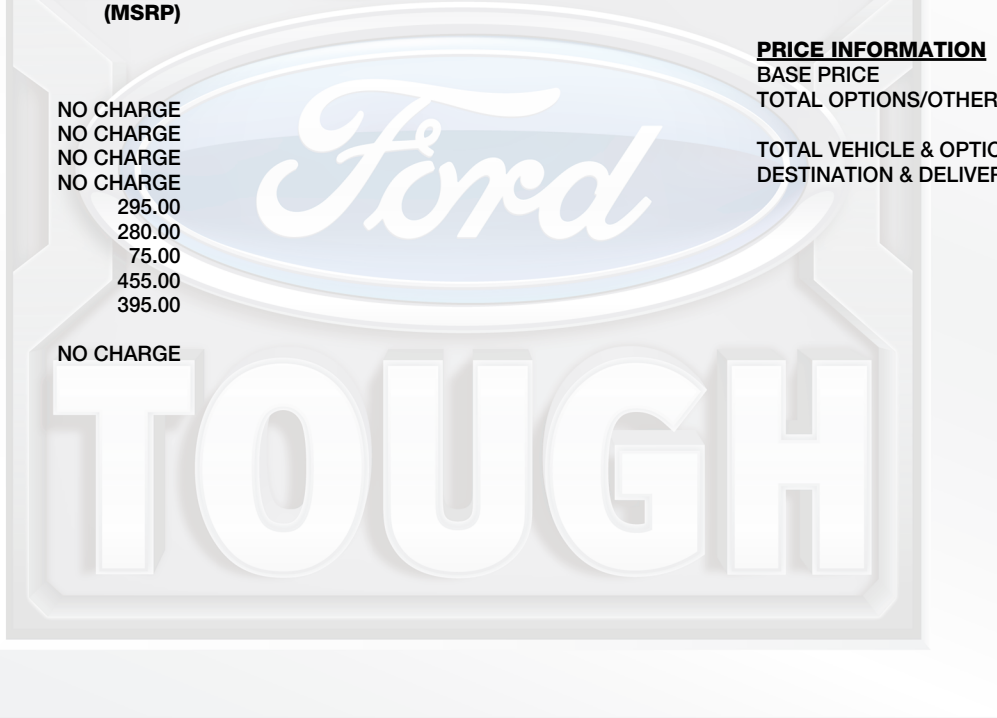 (MSRP)
NO CHARGE
NO CHARGE
NO CHARGE
NO CHARGE
295.00
280.00
75.00
455.00
395.00
NO CHARGE
PRICE INFORMATION
BASE PRICE
TOTAL OPTIONS/OTHER
TOTAL VEHICLE & OPTIO
DESTINATION & DELIVER
Ford
TOUGH